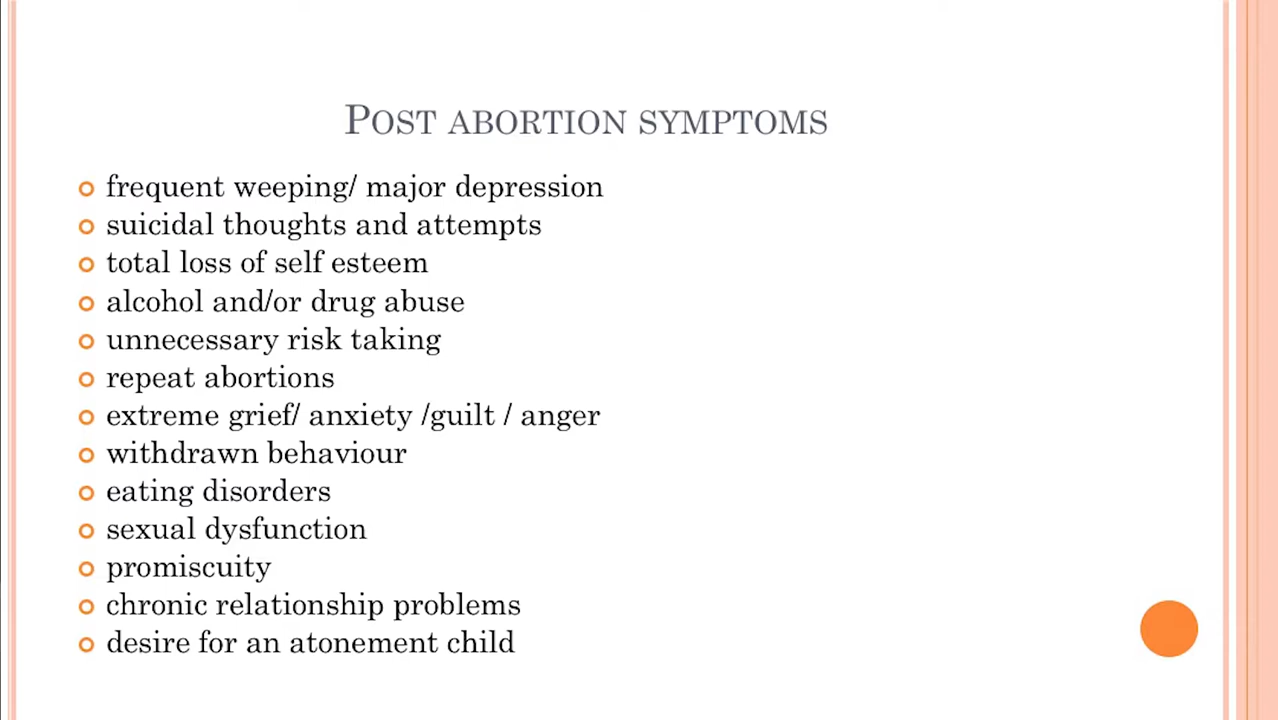 Post abortion symptoms
frequent weeping/ major depression
suicidal thoughts and attempts
total loss of self esteem
alcohol and/or drug abuse
unnecessary risk taking
repeat abortions
extreme grief/ anxiety /guilt / anger
withdrawn behaviour
eating disorders
sexual dysfunction
promiscuity
chronic relationship problems
desire for an atonement child